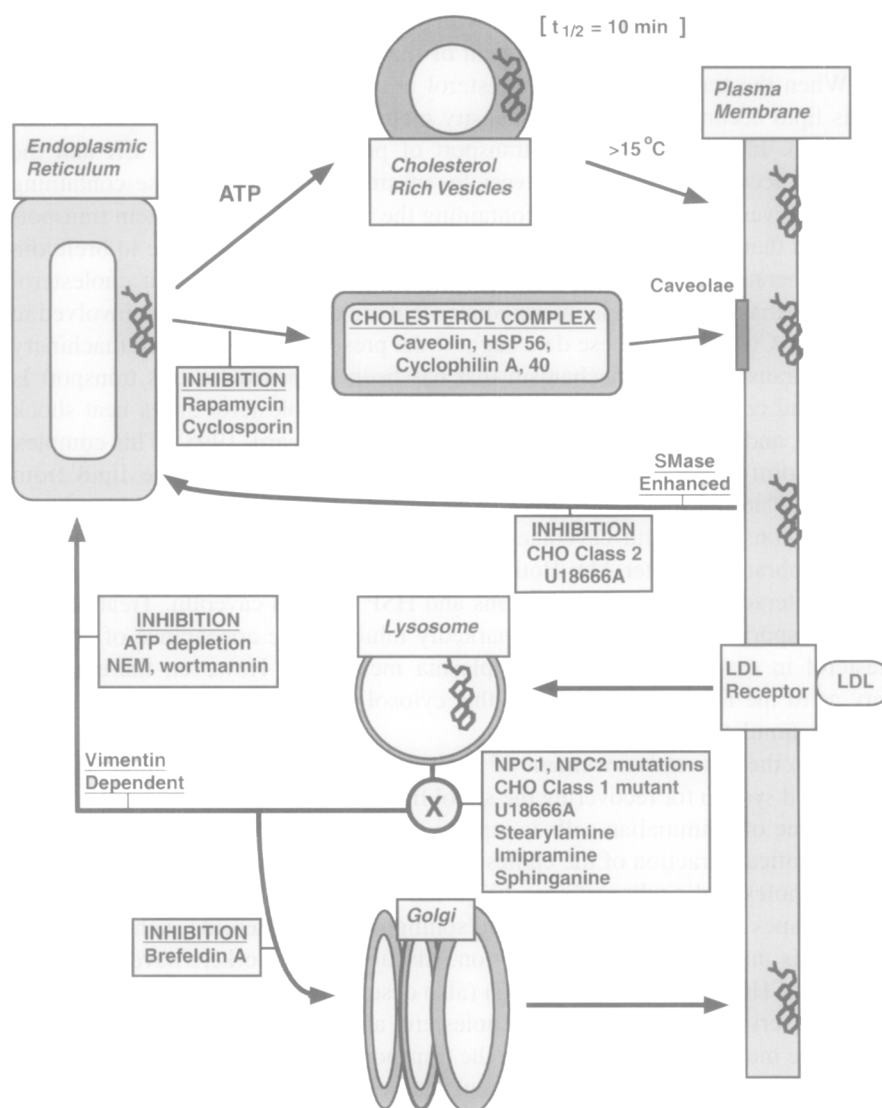 [ t1/2 = 10 min ]
Plasma
Membrane
Endoplasmic
Reticulum
ATP
Cholesterol
Rich Vesicles
>15 °C
Caveolae
CHOLESTEROL COMPLEX
Caveolin, HSP 56,
Cyclophilin A, 40
INHIBITION
Rapamycin
Cyclosporin
SMase
Enhanced
INHIBITION
CHO Class 2
U18666A
INHIBITION
ATP depletion
NEM, wortmannin
Lysosome
LDL
Receptor
LDL
Vimentin
Dependent
X
NPC1, NPC2 mutations
CHO Class 1 mutant
U18666A
Stearylamine
Imipramine
Sphinganine
INHIBITION
Brefeldin A
Golgi